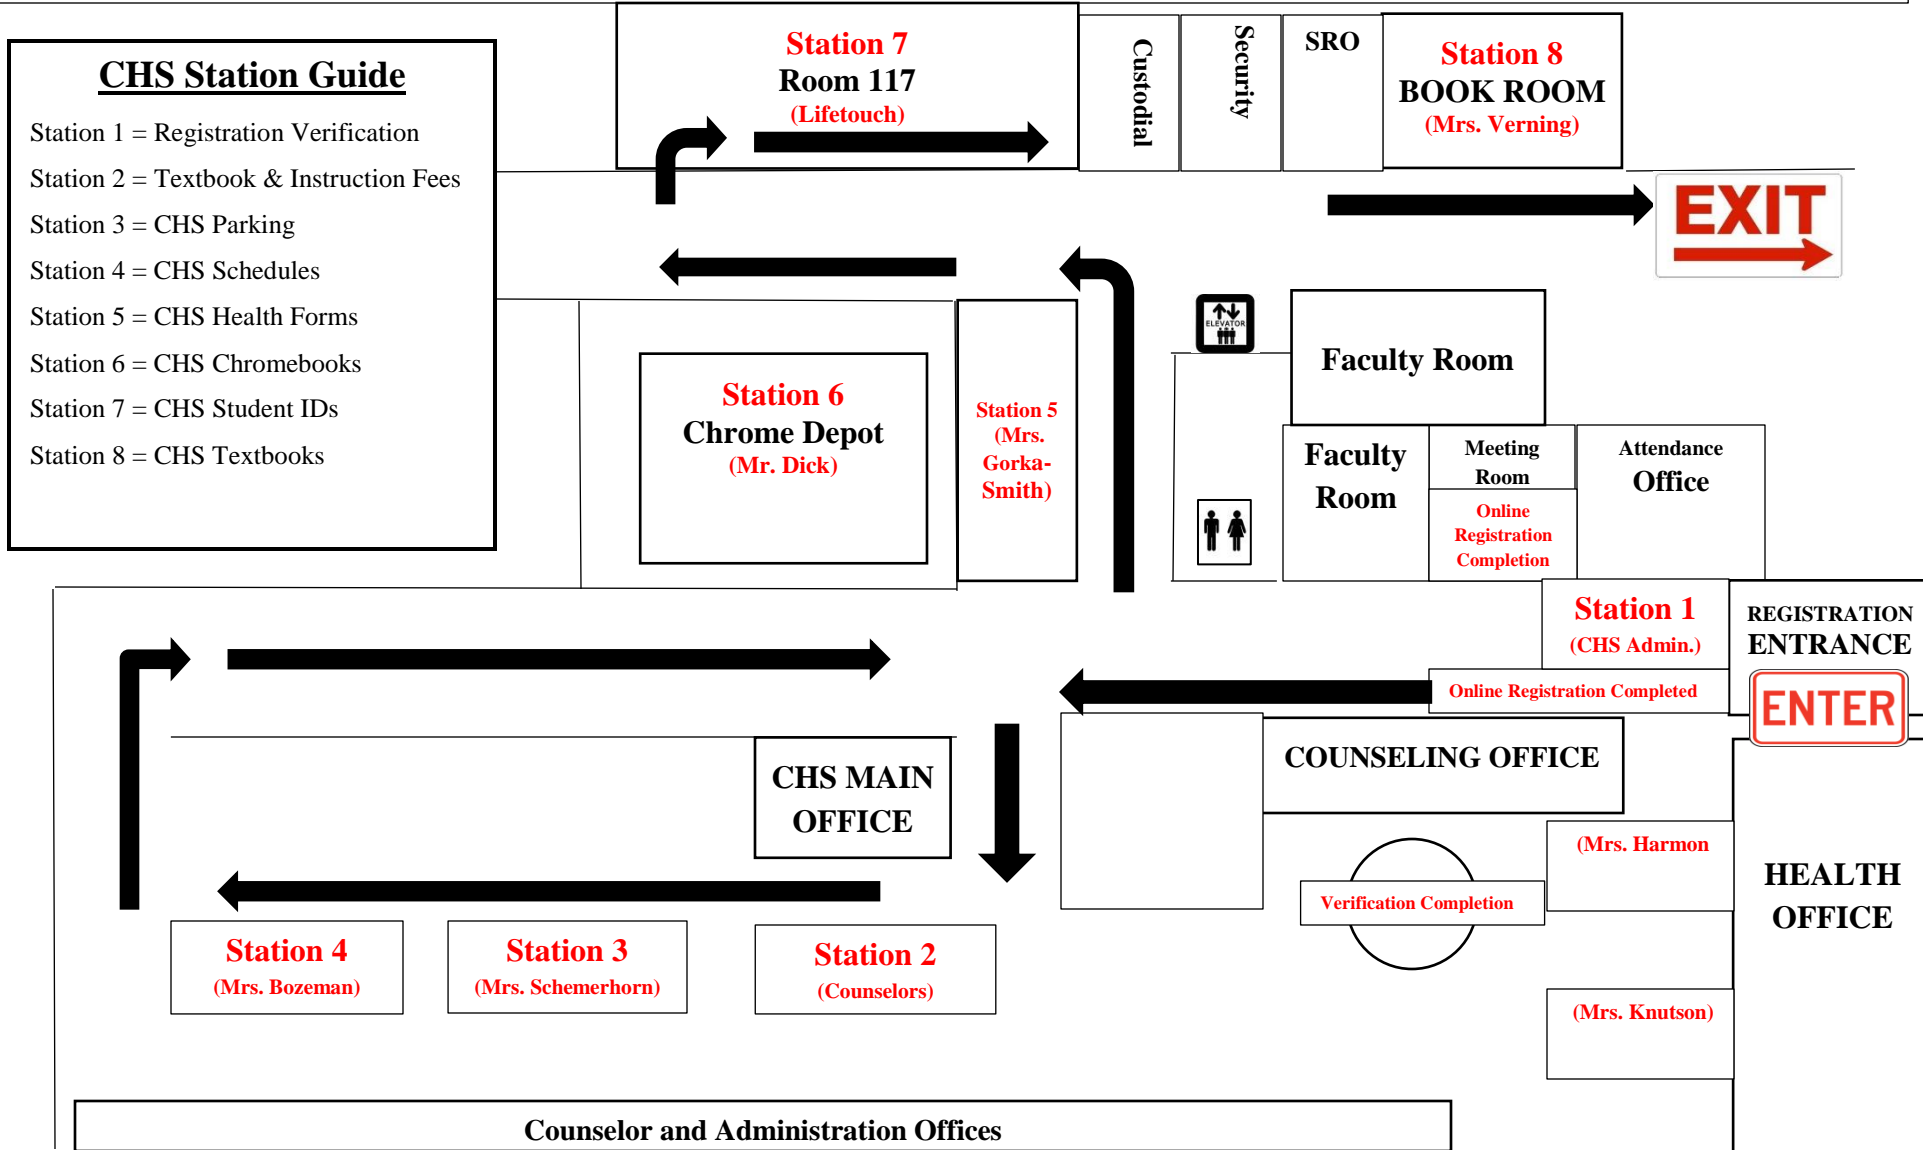 CHS Station Guide
Station 1 = Registration Verification
Station 2 = Textbook & Instruction Fees
Station 3 = CHS Parking
Station 4 = CHS Schedules
Station 5 = CHS Health Forms
Station 6 = CHS Chromebooks
Station 7 = CHS Student IDs
Station 8 = CHS Textbooks
Station 7
Room 117
(Lifetouch)
Custodial
Security
SRO
Station 8
BOOK ROOM
(Mrs. Verning)
EXIT
ELEVATOR
Faculty Room
Station 6
Chrome Depot
(Mr. Dick)
Station 5
(Mrs.
Gorka-
Smith)
Faculty
Room
Meeting
Room
Online
Registration
Completion
Attendance
Office
Station 1
(CHS Admin.)
REGISTRATION
ENTRANCE
ENTER
Online Registration Completed
CHS MAIN
OFFICE
COUNSELING OFFICE
(Mrs. Harmon
Verification Completion
HEALTH
OFFICE
Station 4
(Mrs. Bozeman)
Station 3
(Mrs. Schemerhorn)
Station 2
(Counselors)
(Mrs. Knutson)
Counselor and Administration Offices